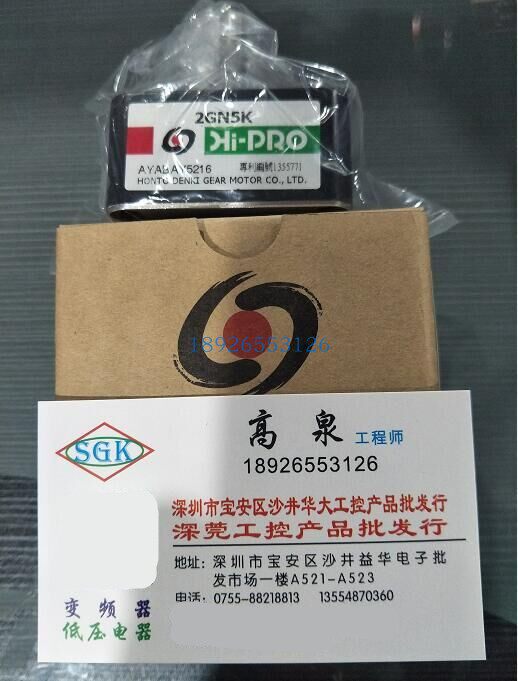 2GN5K
Hi-PRO
AYABAY5216 專利編號135577
HONTO DENKI GEAR MOTOR CO., LTD.
18926553126
SGK
高 泉 工程师
18926553126
深圳市宝安区沙井华大工控产品批发行
深莞工控产品批发行
地址: 深圳市宝安区沙井益华电子批
发市场一楼A521-A523
电话: 0755-88218813 13554870360
变频器
低压电器